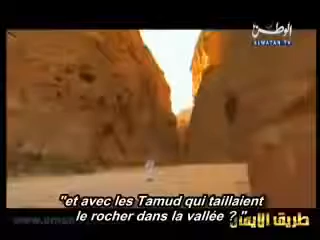 الوطن
ALWATAN TV
"et avec les Tamud qui taillaient
le rocher dans la vallée ? "
طريق الإيمان